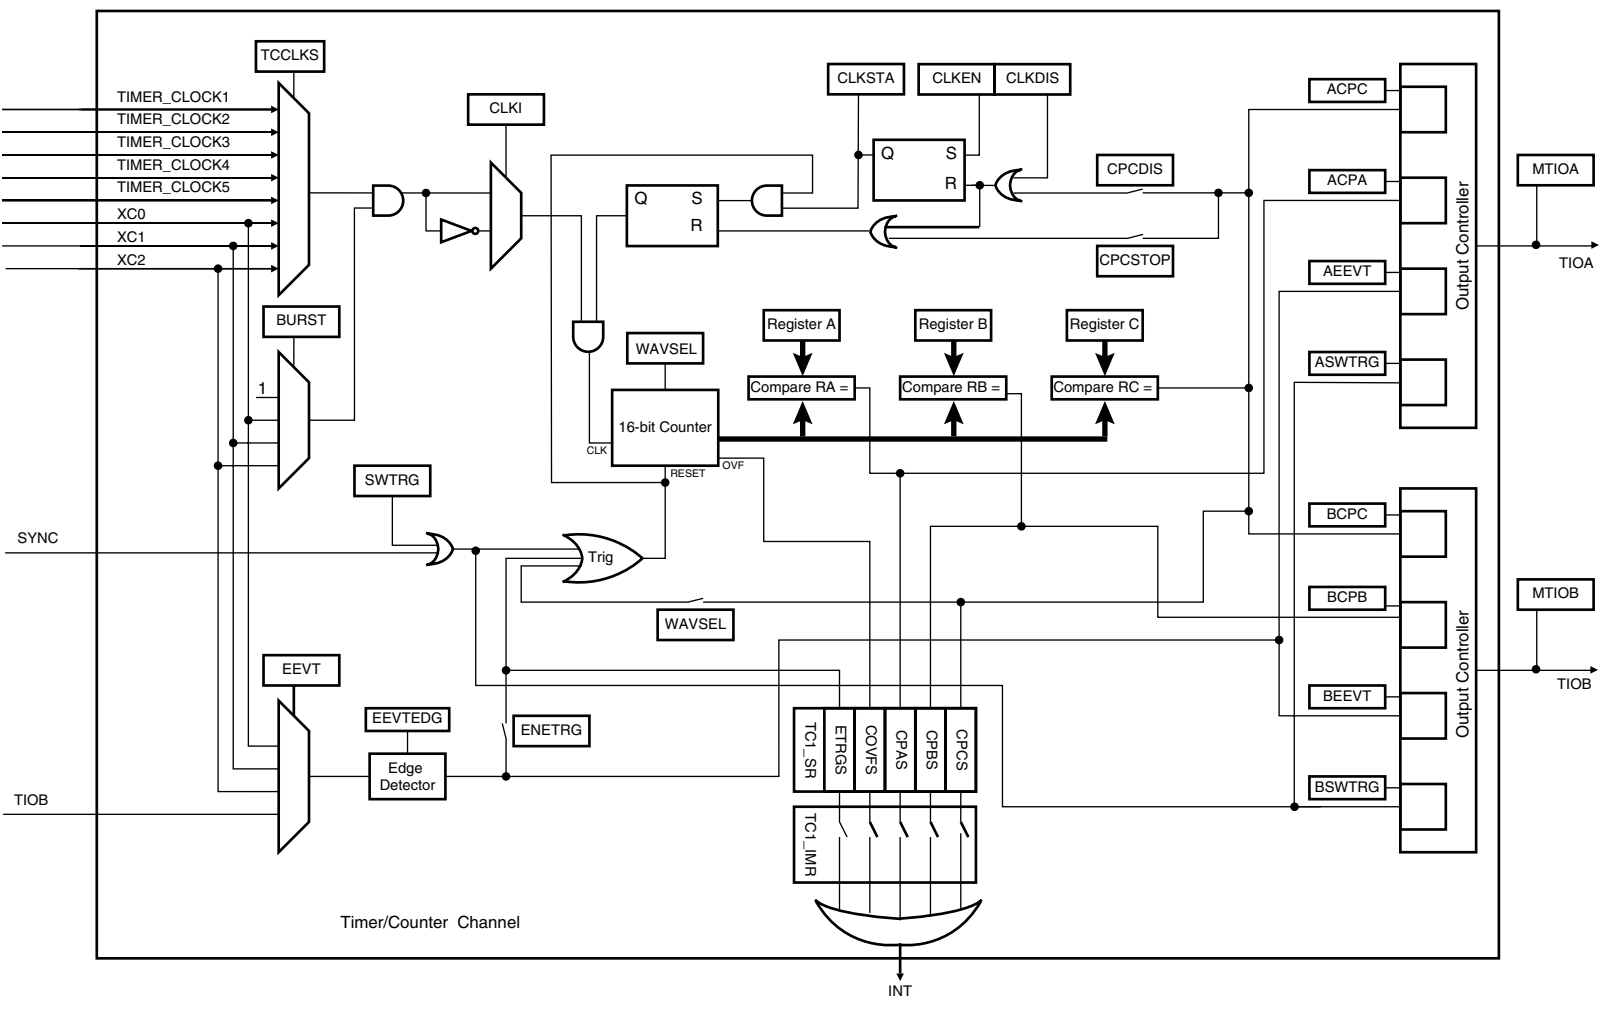 TCCLKS
TIMER_CLOCK1
TIMER_CLOCK2
TIMER_CLOCK3
TIMER_CLOCK4
TIMER_CLOCK5
XC0
XC1
XC2
CLKI
BURST
1
CLKSTA
CLKEN
CLKDIS
Q
S
R
Q
S
R
CPCDIS
CPCSTOP
ACPC
ACPA
AEEVT
ASWTRG
Output Controller
MTIOA
TIOA
Register A
Register B
Register C
Compare RA =
Compare RB =
Compare RC =
WAVSEL
16-bit Counter
CLK
RESET
OVF
SWTRG
SYNC
Trig
WAVSEL
BCPC
BCPB
BEEVT
BSWTRG
Output Controller
MTIOB
TIOB
EEVT
EEVTEDG
Edge
Detector
ENETRG
TIOB
TC1_SR
ETRGS
COVFS
CPAS
CPBS
CPCS
TC1_IMR
Timer/Counter Channel
INT